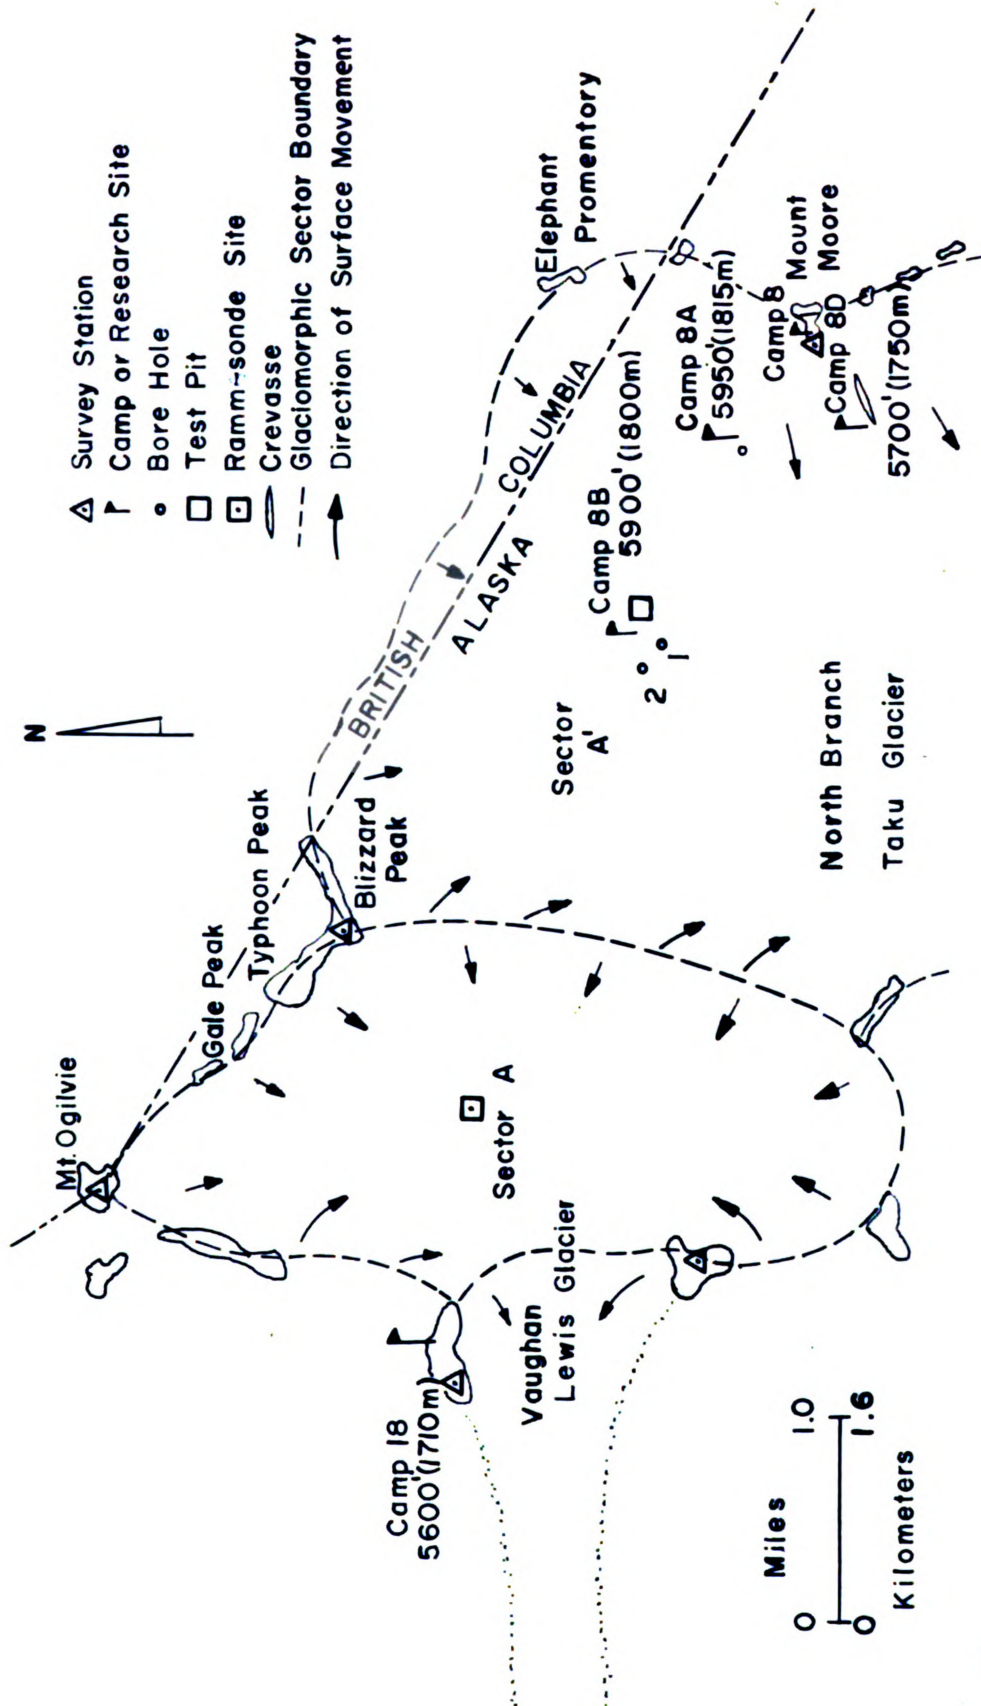 Survey Station
Camp or Research Site
Bore Hole
Test Pit
Ramm-sonde Site
Crevasse
Glaciomorphic Sector Boundary
Direction of Surface Movement
N
Mt. Ogilvie
Gale Peak
Typhoon Peak
Blizzard
Peak
BRITISH
COLUMBIA
ALASKA
Elephant
Promentory
Camp 18
5600'(1710m)
Vaughan
Lewis Glacier
Sector A
Sector
A'
Camp 8B
5900'(1800m)
2
1
Camp 8A
5950'(1815m)
Camp 8
Mount
Moore
Camp 8D
5700'(1750m)
North Branch
Taku Glacier
Miles
0 1.0
0 1.6
Kilometers